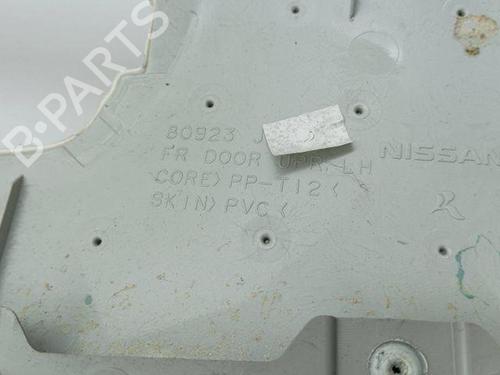 B-PARTS
80923 J
FR DOOR UPR, LH NISSAN
CORE> PP-T12<
SKIN> PVC<